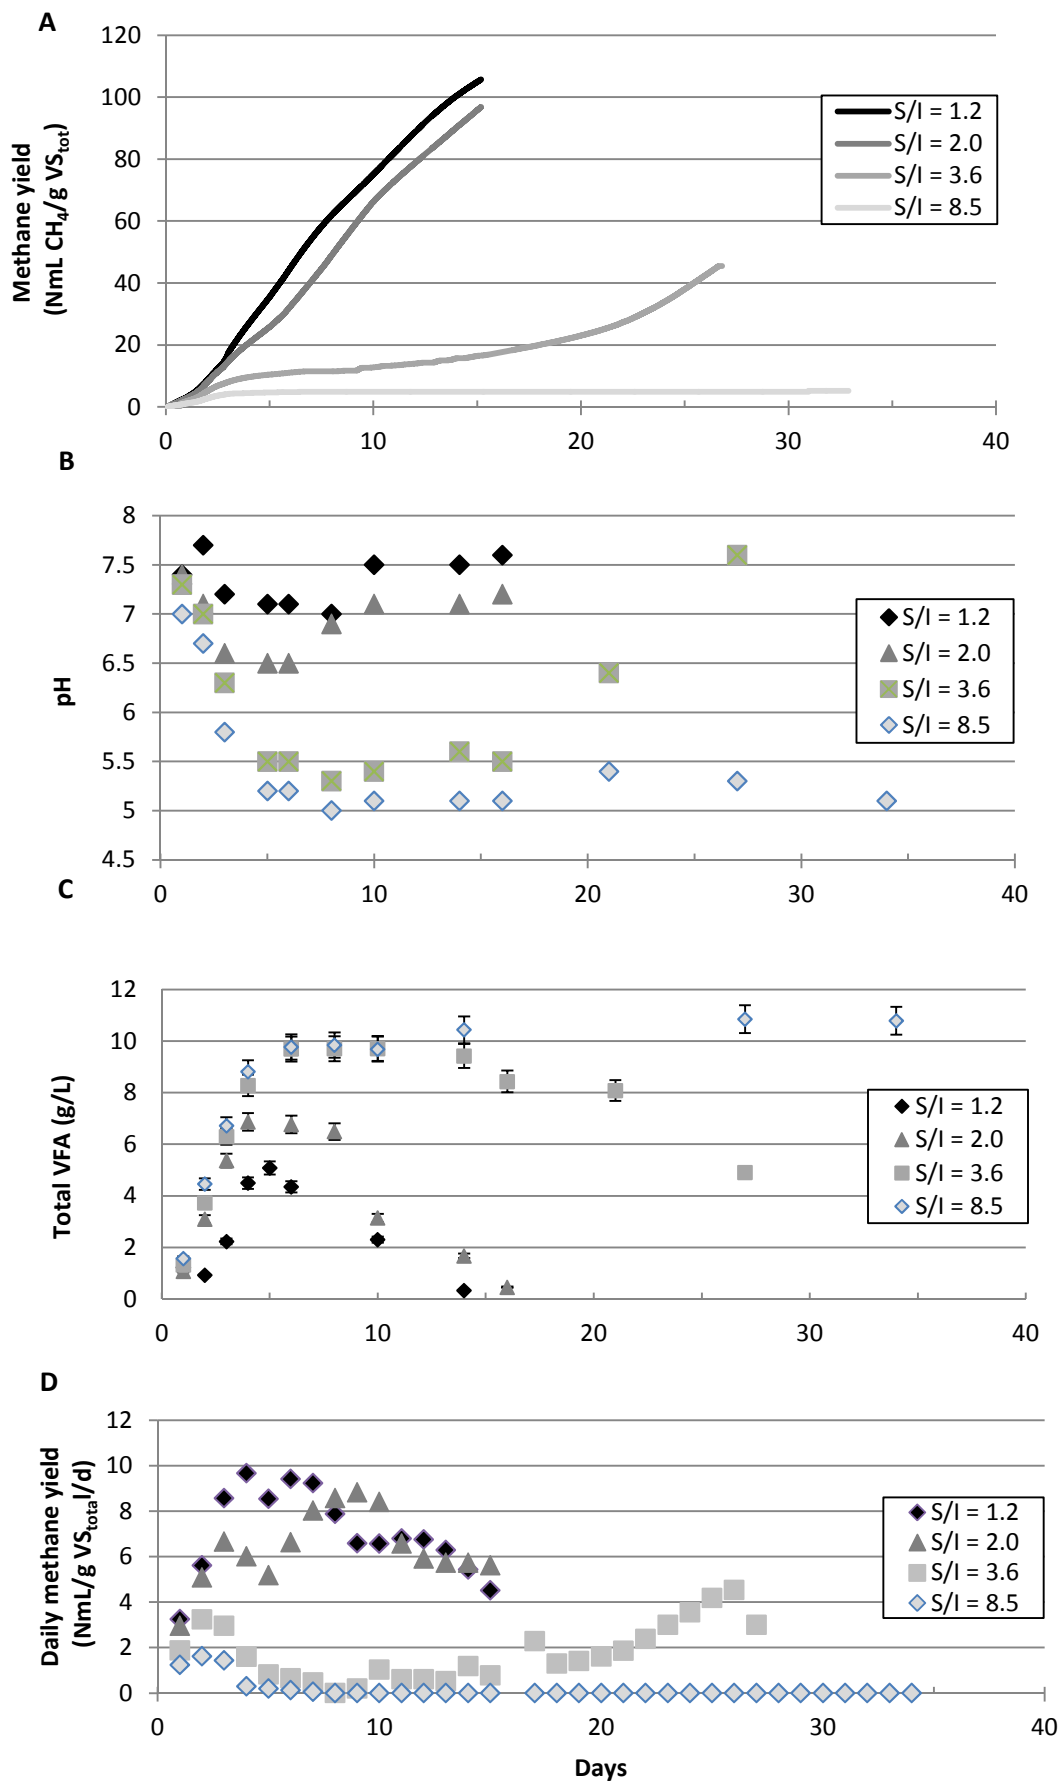 A
Methane yield
(NmL CH4/g VStot)
120
100
80
60
40
20
0
0 10 20 30 40
S/I = 1.2
S/I = 2.0
S/I = 3.6
S/I = 8.5
B
pH
8
7.5
7
6.5
6
5.5
5
4.5
0 10 20 30 40
S/I = 1.2
S/I = 2.0
S/I = 3.6
S/I = 8.5
C
Total VFA (g/L)
12
10
8
6
4
2
0
0 10 20 30 40
S/I = 1.2
S/I = 2.0
S/I = 3.6
S/I = 8.5
D
Daily methane yield
(NmL/g VStotal/d)
12
10
8
6
4
2
0
0 10 20 30 40
S/I = 1.2
S/I = 2.0
S/I = 3.6
S/I = 8.5
Days